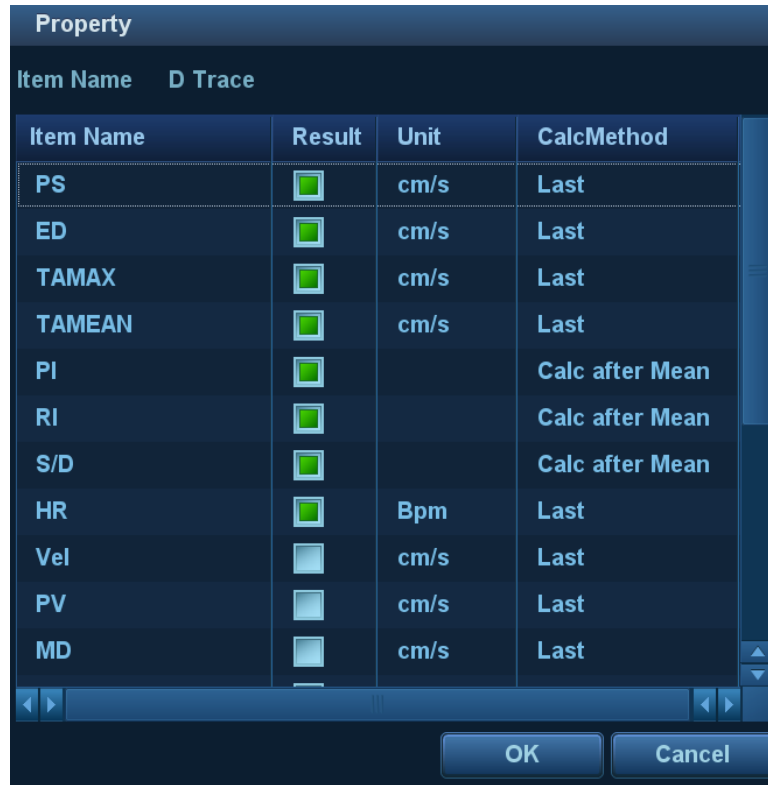 Property
Item Name D Trace
Item Name Result Unit CalcMethod
PS cm/s Last
ED cm/s Last
TAMAX cm/s Last
TAMEAN cm/s Last
PI Calc after Mean
RI Calc after Mean
S/D Calc after Mean
HR Bpm Last
Vel cm/s Last
PV cm/s Last
MD cm/s Last
OK Cancel